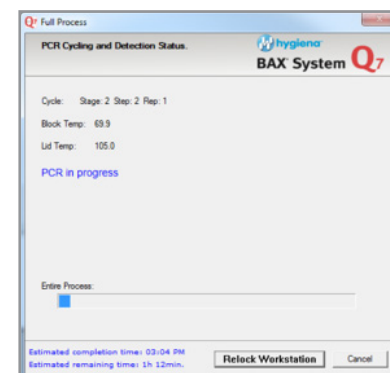 Q7 Full Process
PCR Cycling and Detection Status.
hygiena
BAX System Q7
Cycle: Stage: 2 Step: 2 Rep: 1
Block Temp: 69.9
Lid Temp: 105.0
PCR in progress
Entire Process:
Estimated completion time: 03:04 PM
Estimated remaining time: 1h 12min.
Relock Workstation
Cancel